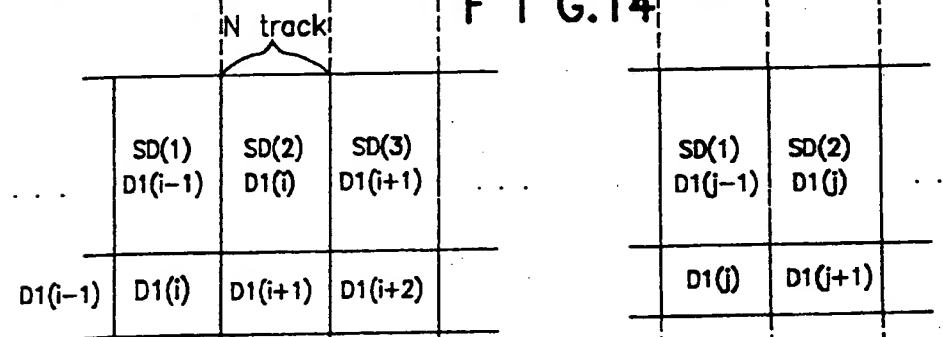 F I G.14
N track
SD(1) SD(2) SD(3) SD(1) SD(2)
... D1(i-1) D1(i) D1(i+1) .... D1(j-1) D1(j) ..
D1(i-1) D1(i) D1(i+1) D1(i+2) D1(j) D1(j+1)